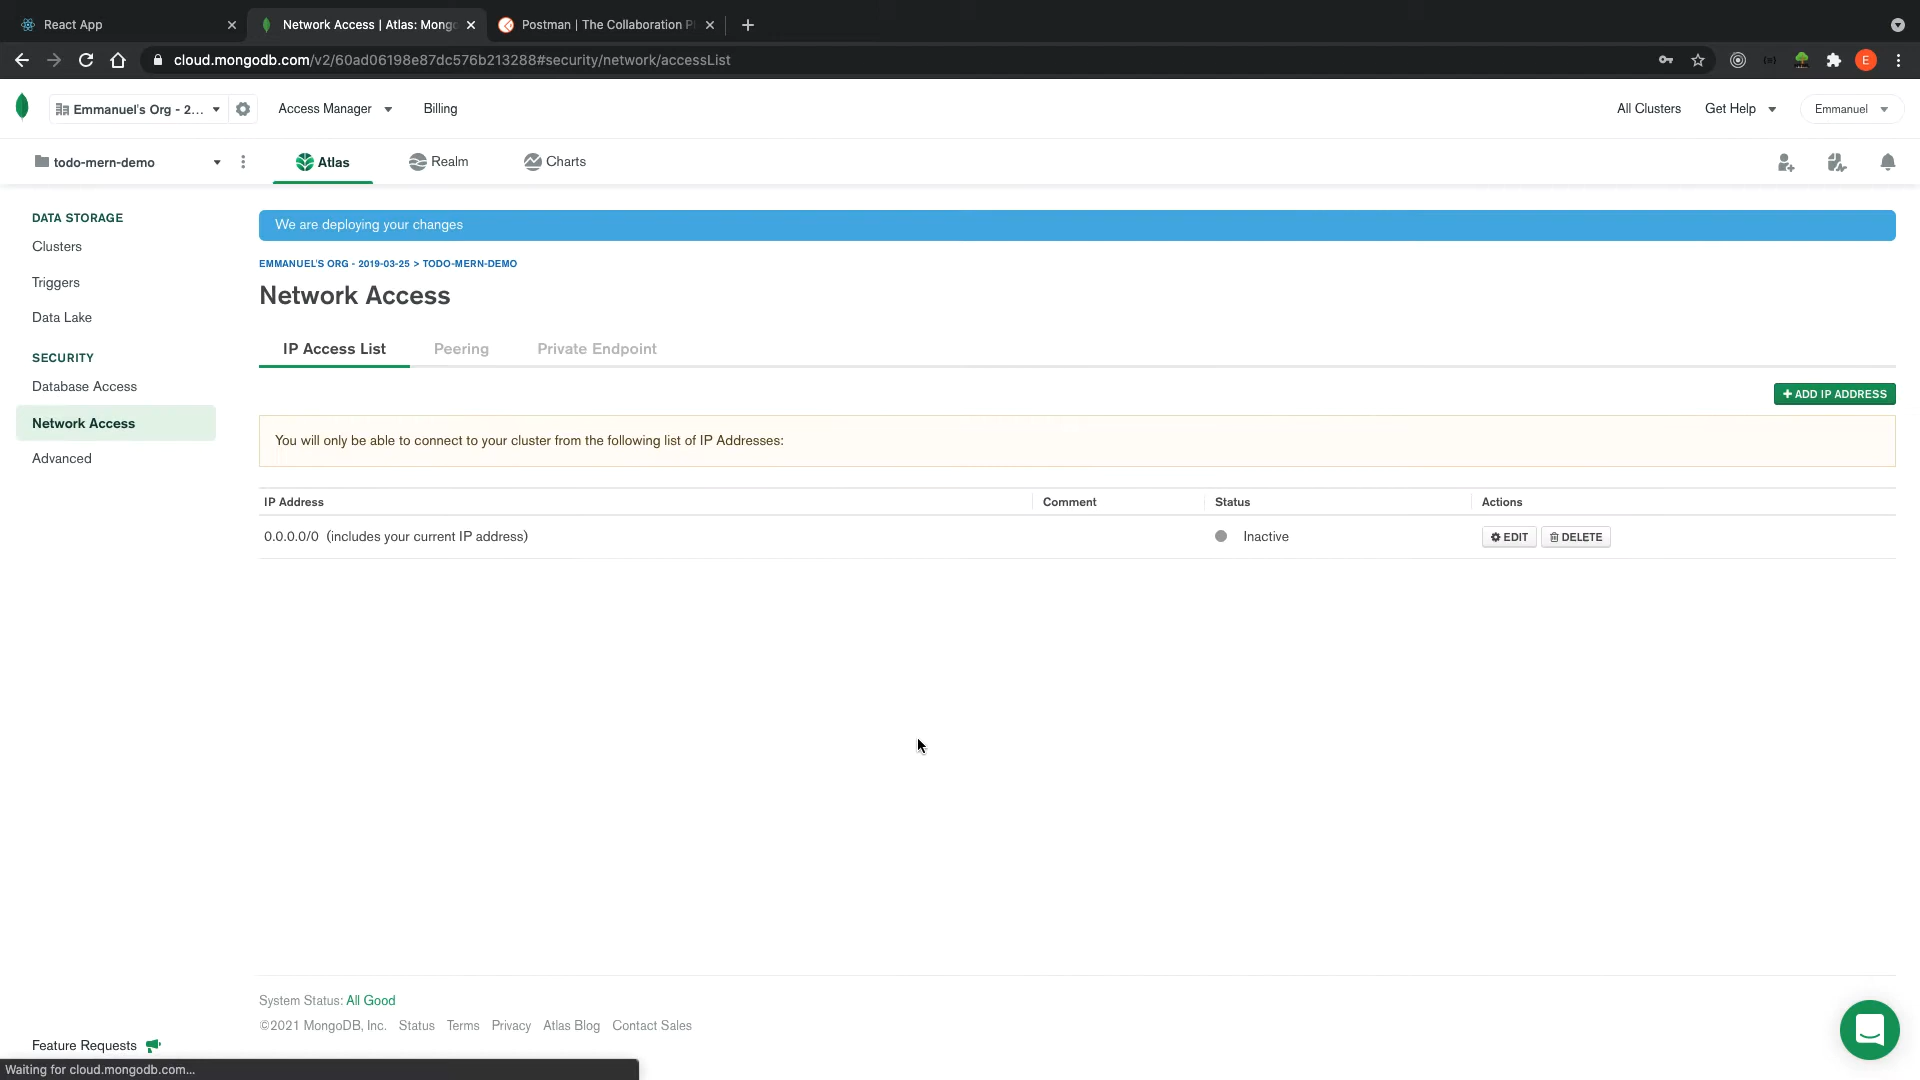 React App
Network Access | Atlas: Mong
Postman | The Collaboration P
cloud.mongodb.com/v2/60ad06198e87dc576b213288#security/network/accessList
E
Emmanuel's Org - 2...
Access Manager
Billing
All Clusters
Get Help
Emmanuel
todo-mern-demo
Atlas
Realm
Charts
DATA STORAGE
Clusters
Triggers
Data Lake
SECURITY
Database Access
Network Access
Advanced
We are deploying your changes
EMMANUEL'S ORG - 2019-03-25 > TODO-MERN-DEMO
Network Access
IP Access List
Peering
Private Endpoint
+ ADD IP ADDRESS
You will only be able to connect to your cluster from the following list of IP Addresses:
IP Address
Comment
Status
Actions
0.0.0.0/0 (includes your current IP address)
Inactive
EDIT
DELETE
System Status: All Good
©2021 MongoDB, Inc. Status Terms Privacy Atlas Blog Contact Sales
Feature Requests
Waiting for cloud.mongodb.com...